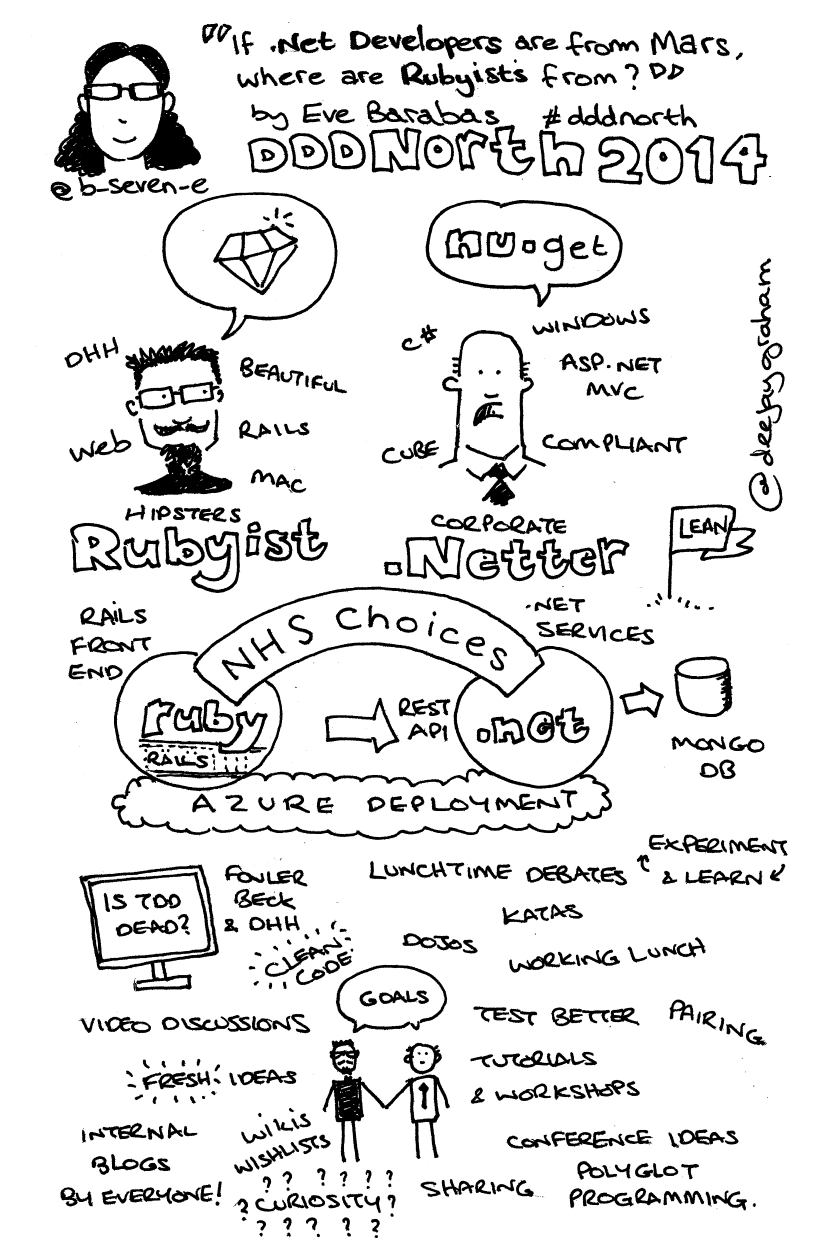 "If .Net Developers are from Mars,
where are Rubyists from?"
by Eve Barabas #dddnorth
DDDNorth 2014
@b-seven-e
nu.get
@deejaygraham
DHH
BEAUTIFUL
Web
RAILS
MAC
HIPSTERS
Rubyist
C#
WINDOWS
ASP.NET
MVC
CUBE
COMPLIANT
CORPORATE
.Netter
LEAN
RAILS
FRONT
END
NHS Choices
.NET
SERVICES
ruby
RAILS
REST
API
.net
MONGO
DB
AZURE DEPLOYMENT
IS TDD
DEAD?
FOWLER
BECK
& DHH
CLEAN
CODE
LUNCHTIME DEBATES
EXPERIMENT
& LEARN
KATAS
DOJOS
WORKING LUNCH
VIDEO DISCUSSIONS
GOALS
TEST BETTER
PAIRING
FRESH IDEAS
TUTORIALS
& WORKSHOPS
INTERNAL
BLOGS
BY EVERYONE!
Wikis
WISHLISTS
? ? ? ? ? ?
? CURIOSITY ?
? ? ? ? ?
SHARING
CONFERENCE IDEAS
POLYGLOT
PROGRAMMING.